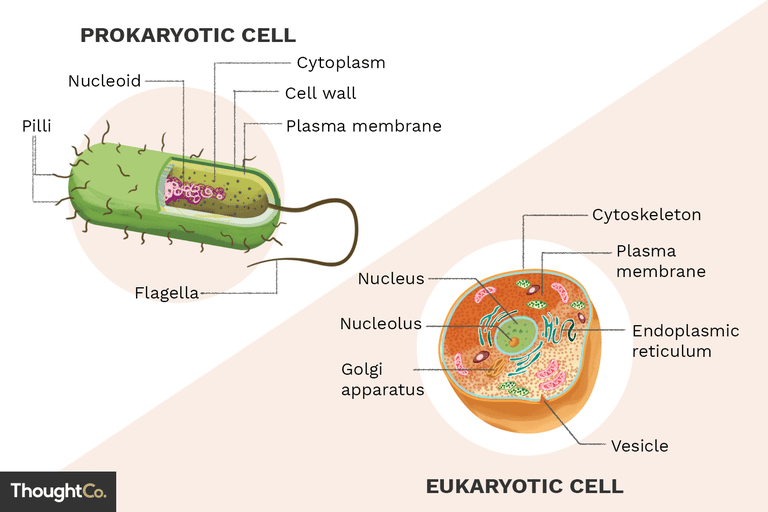 PROKARYOTIC CELL
Cytoplasm
Nucleoid
Cell wall
Pilli
Plasma membrane
Flagella
Cytoskeleton
Plasma
membrane
Nucleus
Nucleolus
Endoplasmic
reticulum
Golgi
apparatus
Vesicle
EUKARYOTIC CELL
ThoughtCo.